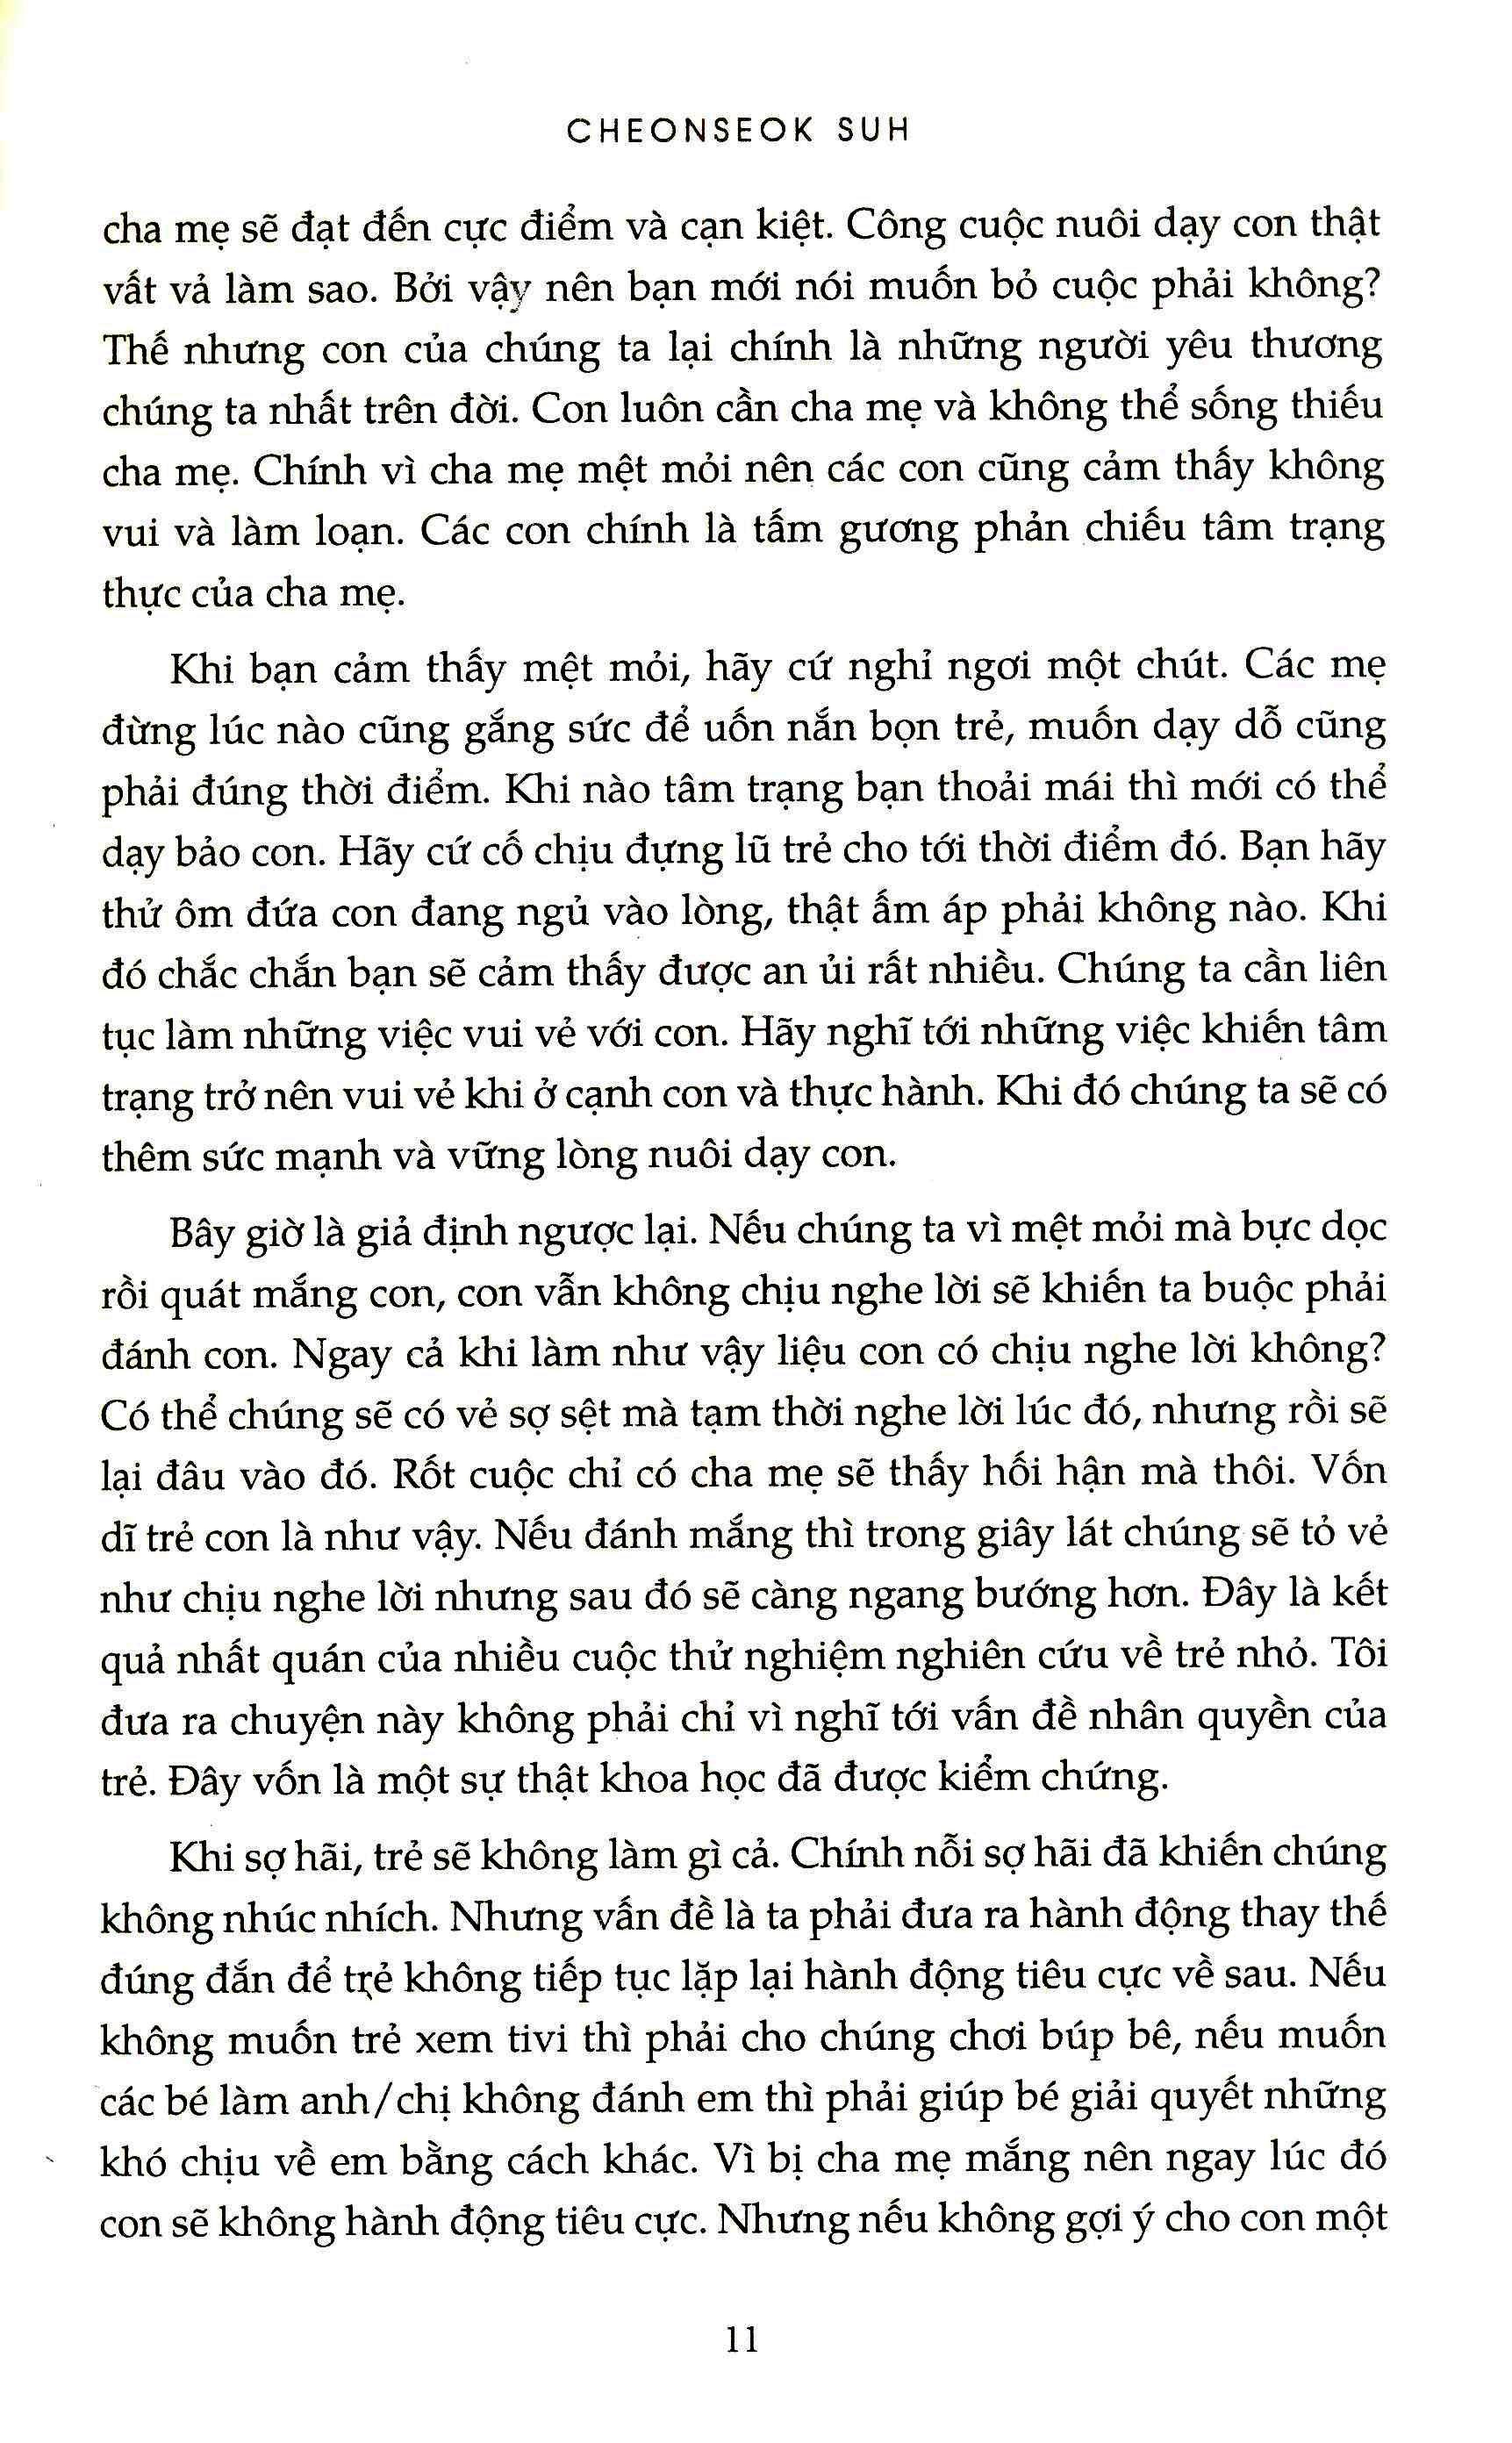 CHEONSEOK SUH
cha mẹ sẽ đạt đến cực điểm và cạn kiệt. Công cuộc nuôi dạy con thật
vất vả làm sao. Bởi vậy nên bạn mới nói muốn bỏ cuộc phải không?
Thế nhưng con của chúng ta lại chính là những người yêu thương
chúng ta nhất trên đời. Con luôn cần cha mẹ và không thể sống thiếu
cha mẹ. Chính vì cha mẹ mệt mỏi nên các con cũng cảm thấy không
vui và làm loạn. Các con chính là tấm gương phản chiếu tâm trạng
thực của cha mẹ.
Khi bạn cảm thấy mệt mỏi, hãy cứ nghỉ ngơi một chút. Các mẹ
đừng lúc nào cũng gắng sức để uốn nắn bọn trẻ, muốn dạy dỗ cũng
phải đúng thời điểm. Khi nào tâm trạng bạn thoải mái thì mới có thể
dạy bảo con. Hãy cứ cố chịu đựng lũ trẻ cho tới thời điểm đó. Bạn hãy
thử ôm đứa con đang ngủ vào lòng, thật ấm áp phải không nào. Khi
đó chắc chắn bạn sẽ cảm thấy được an ủi rất nhiều. Chúng ta cần liên
tục làm những việc vui vẻ với con. Hãy nghĩ tới những việc khiến tâm
trạng trở nên vui vẻ khi ở cạnh con và thực hành. Khi đó chúng ta sẽ có
thêm sức mạnh và vững lòng nuôi dạy con.
Bây giờ là giả định ngược lại. Nếu chúng ta vì mệt mỏi mà bực dọc
rồi quát mắng con, con vẫn không chịu nghe lời sẽ khiến ta buộc phải
đánh con. Ngay cả khi làm như vậy liệu con có chịu nghe lời không?
Có thể chúng sẽ có vẻ sợ sệt mà tạm thời nghe lời lúc đó, nhưng rồi sẽ
lại đâu vào đó. Rốt cuộc chỉ có cha mẹ sẽ thấy hối hận mà thôi. Vốn
dĩ trẻ con là như vậy. Nếu đánh mắng thì trong giây lát chúng sẽ tỏ vẻ
như chịu nghe lời nhưng sau đó sẽ càng ngang bướng hơn. Đây là kết
quả nhất quán của nhiều cuộc thử nghiệm nghiên cứu về trẻ nhỏ. Tôi
đưa ra chuyện này không phải chỉ vì nghĩ tới vấn đề nhân quyền của
trẻ. Đây vốn là một sự thật khoa học đã được kiểm chứng.
Khi sợ hãi, trẻ sẽ không làm gì cả. Chính nỗi sợ hãi đã khiến chúng
không nhúc nhích. Nhưng vấn đề là ta phải đưa ra hành động thay thế
đúng đắn để trẻ không tiếp tục lặp lại hành động tiêu cực về sau. Nếu
không muốn trẻ xem tivi thì phải cho chúng chơi búp bê, nếu muốn
các bé làm anh/chị không đánh em thì phải giúp bé giải quyết những
khó chịu về em bằng cách khác. Vì bị cha mẹ mắng nên ngay lúc đó
con sẽ không hành động tiêu cực. Nhưng nếu không gợi ý cho con một
11